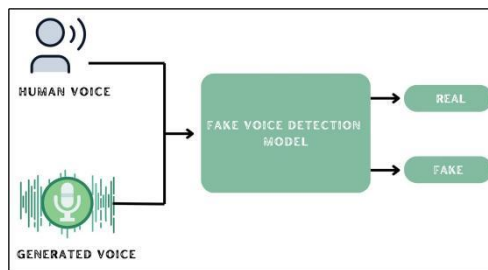 HUMAN VOICE
FAKE VOICE DETECTION
MODEL
REAL
FAKE
GENERATED VOICE